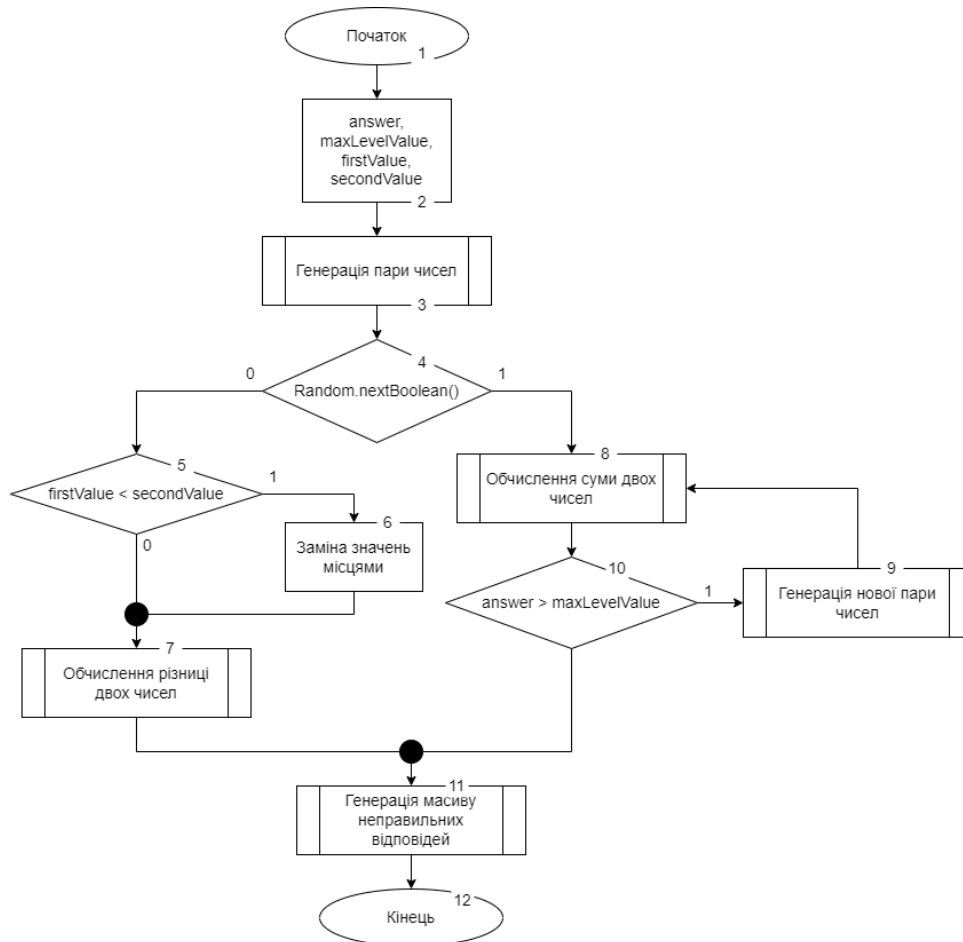 Початок
1
answer,
maxLevelValue,
firstValue,
secondValue
2
Генерація пари чисел
3
4
0
Random.nextBoolean()
1
5
firstValue < secondValue
1
0
6
Заміна значень
місцями
7
Обчислення різниці
двох чисел
8
Обчислення суми двох
чисел
10
answer > maxLevelValue
1
9
Генерація нової пари
чисел
11
Генерація масиву
неправильних
відповідей
12
Кінець